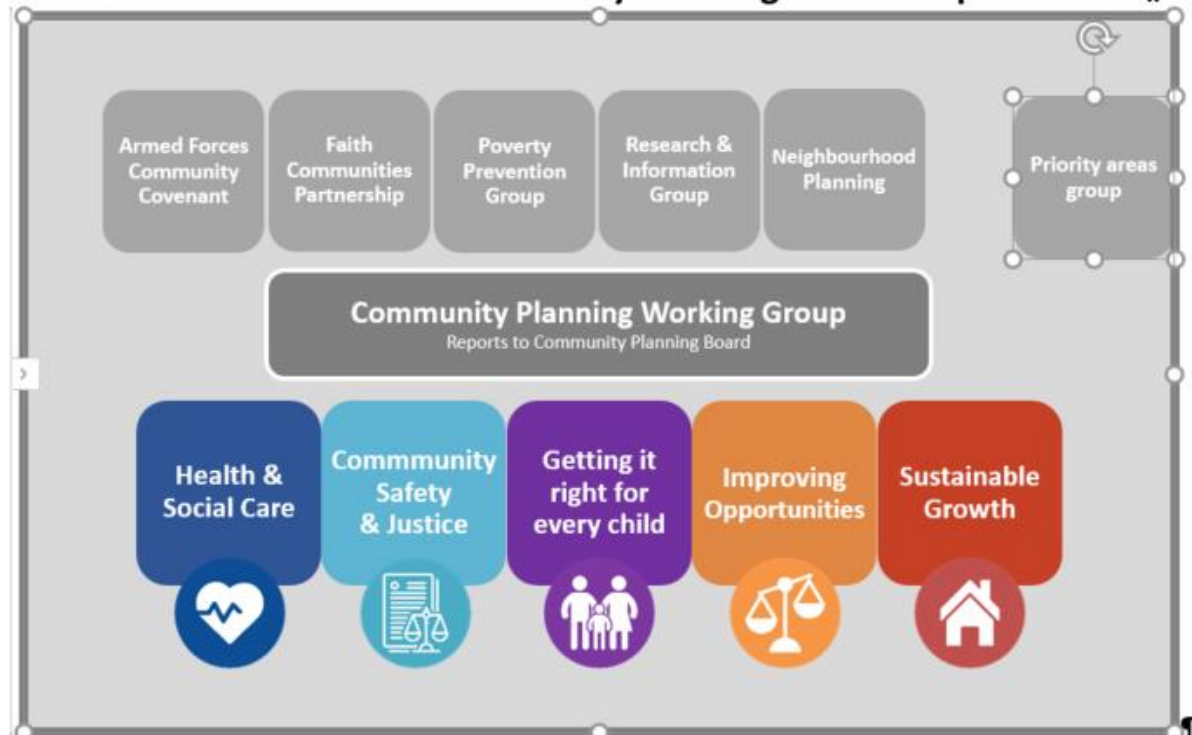 Armed Forces
Community
Covenant
Faith
Communities
Partnership
Poverty
Prevention
Group
Research &
Information
Group
Neighbourhood
Planning
Priority areas
group
Community Planning Working Group
Reports to Community Planning Board
Health &
Social Care
Commmunity
Safety
& Justice
Getting it
right for
every child
Improving
Opportunities
Sustainable
Growth